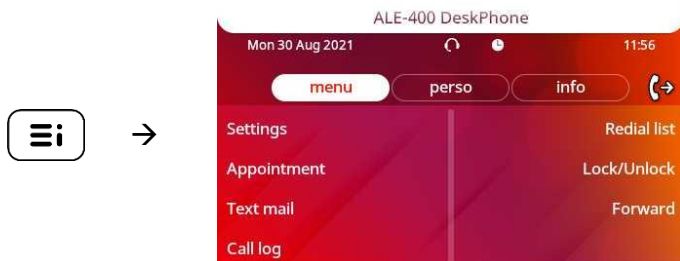 ALE-400 DeskPhone
Mon 30 Aug 2021 11:56
menu perso info
Settings Redial list
Appointment Lock/Unlock
Text mail Forward
Call log